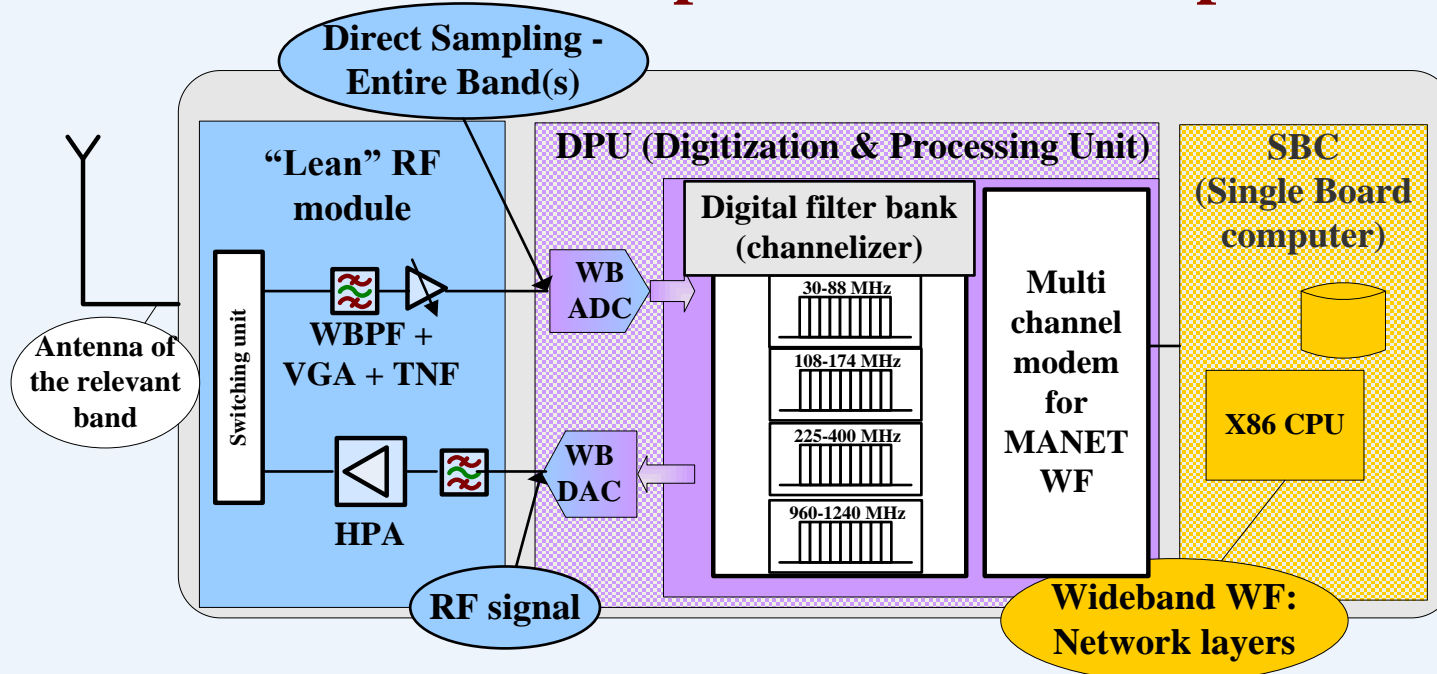 Direct Sampling -
Entire Band(s)
“Lean” RF
module
Switching unit
WBPF +
VGA + TNF
HPA
Antenna of
the relevant
band
RF signal
DPU (Digitization & Processing Unit)
WB
ADC
WB
DAC
Digital filter bank
(channelizer)
30-88 MHz
108-174 MHz
225-400 MHz
960-1240 MHz
Multi
channel
modem
for
MANET
WF
SBC
(Single Board
computer)
X86 CPU
Wideband WF:
Network layers